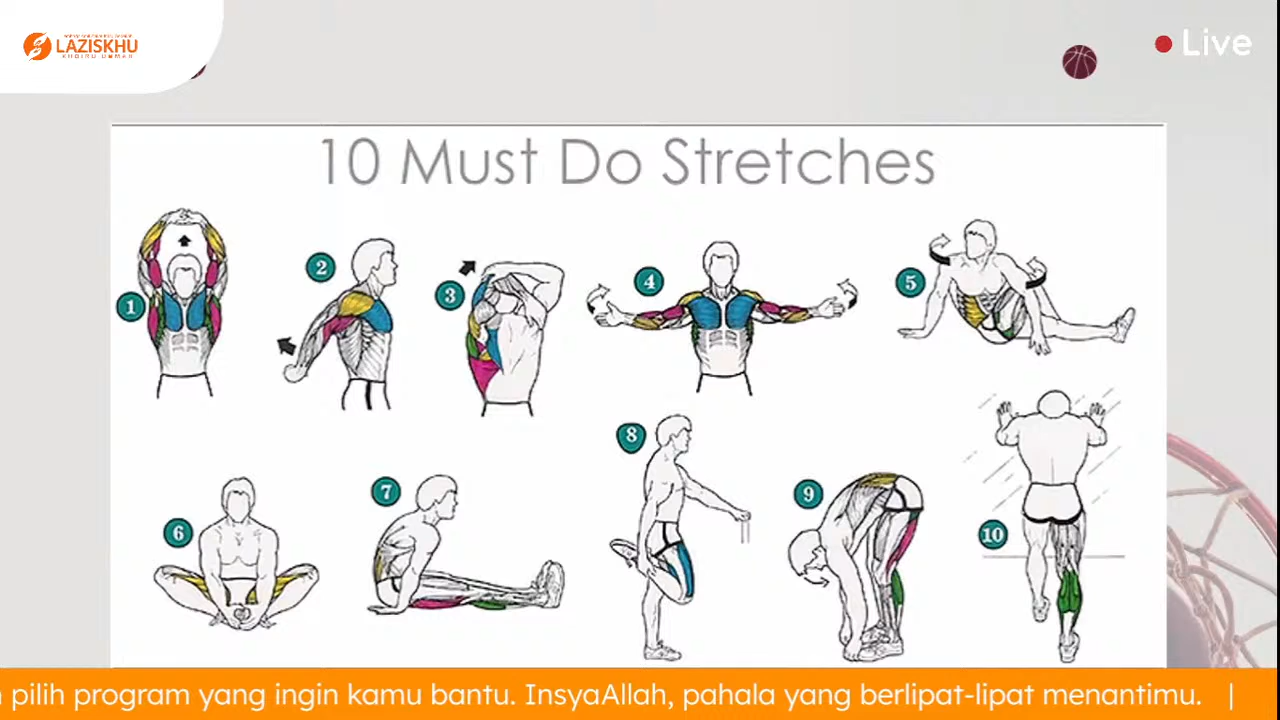 LAZISKHU
Live
10 Must Do Stretches
1
2
3
4
5
6
7
8
9
10
pilih program yang ingin kamu bantu. InsyaAllah, pahala yang berlipat-lipat menantimu. |